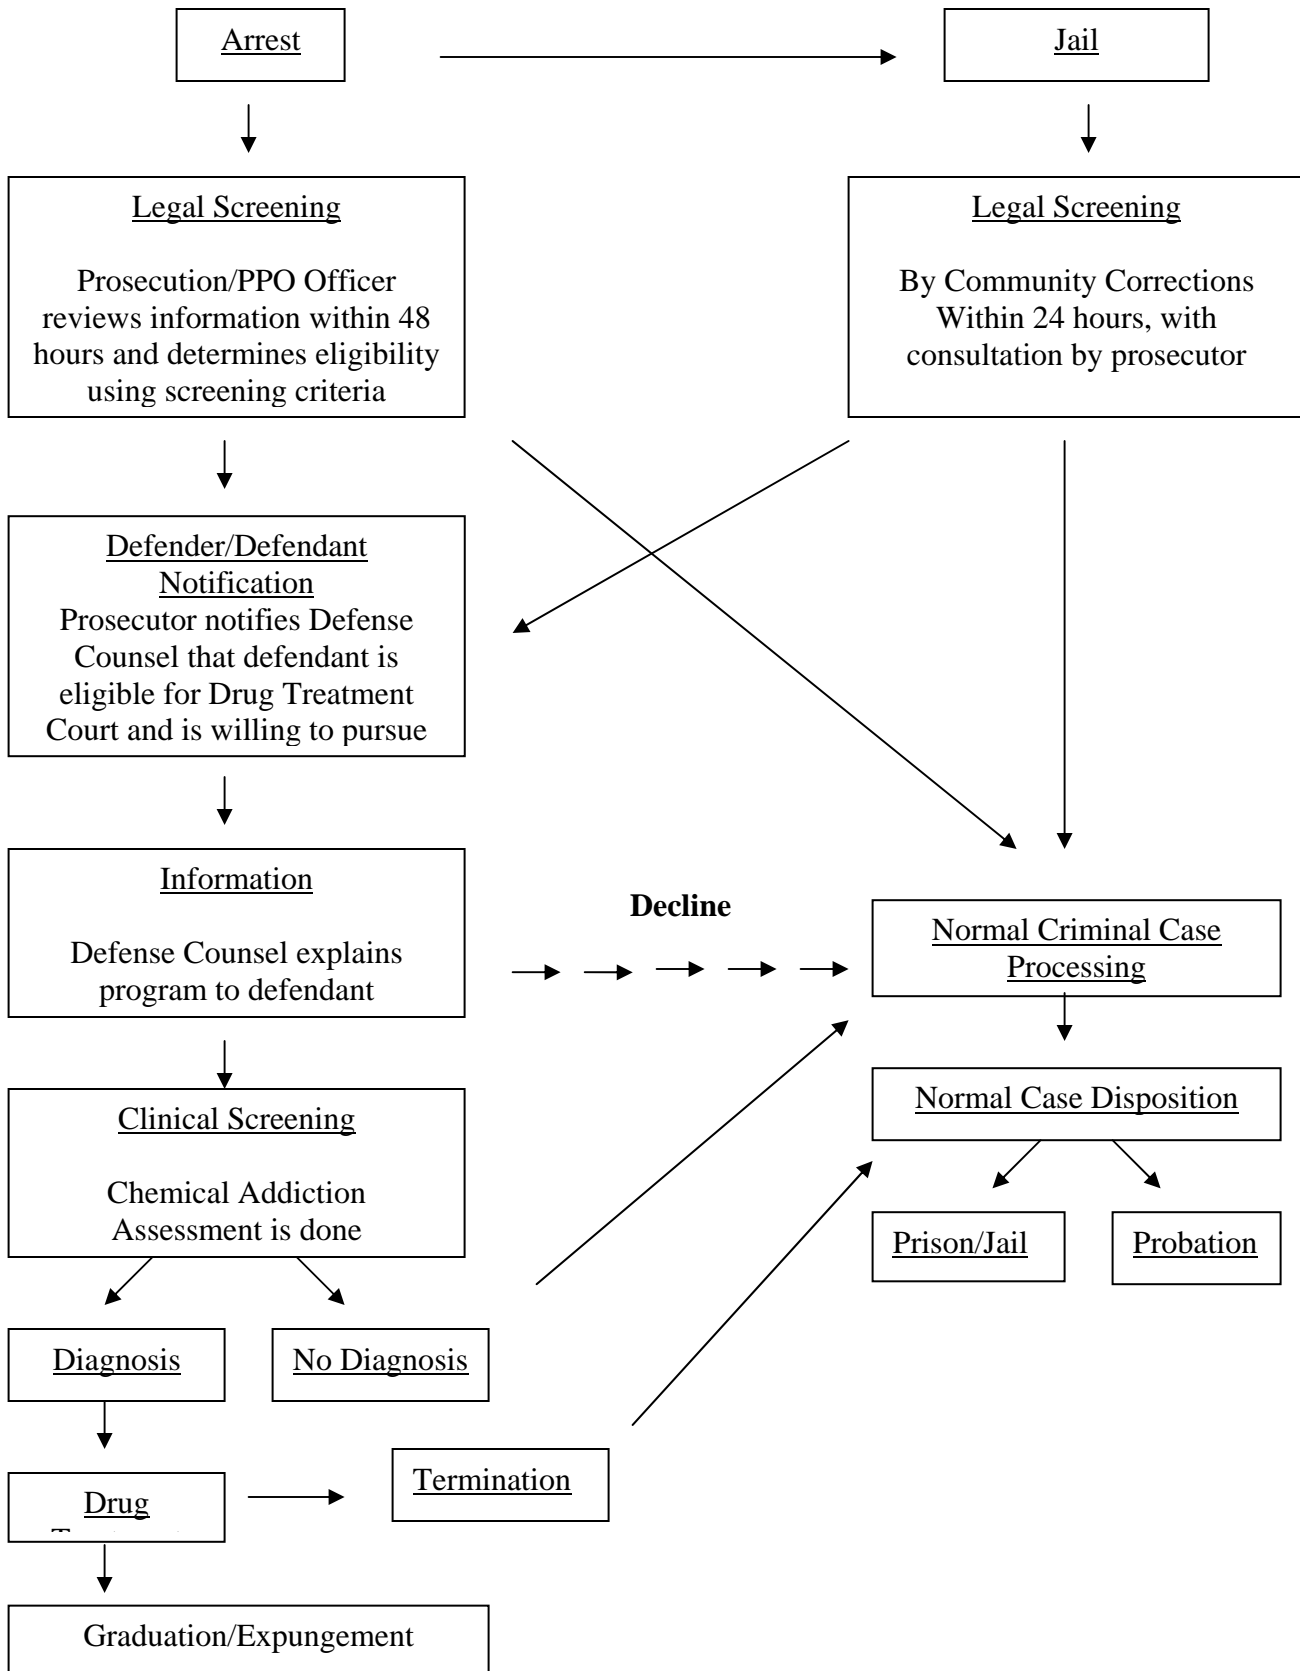 Arrest
Jail
Legal Screening
Prosecution/PPO Officer
reviews information within 48
hours and determines eligibility
using screening criteria
Legal Screening
By Community Corrections
Within 24 hours, with
consultation by prosecutor
Defender/Defendant
Notification
Prosecutor notifies Defense
Counsel that defendant is
eligible for Drug Treatment
Court and is willing to pursue
Information
Defense Counsel explains
program to defendant
Decline
Normal Criminal Case
Processing
Clinical Screening
Chemical Addiction
Assessment is done
Normal Case Disposition
Prison/Jail
Probation
Diagnosis
No Diagnosis
Termination
Drug
Graduation/Expungement